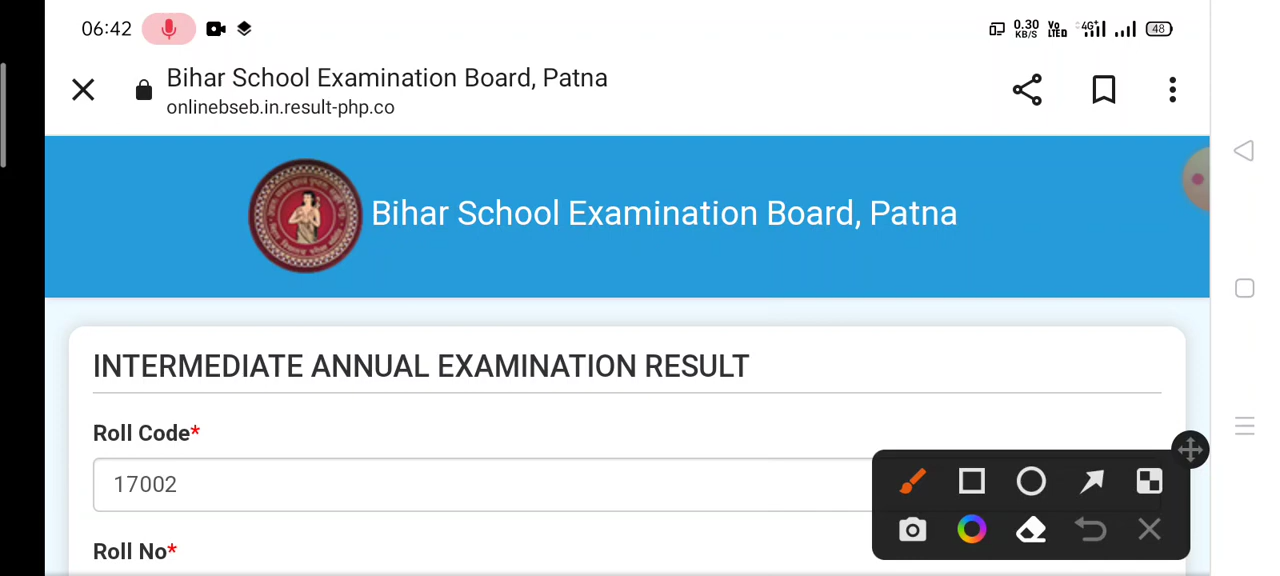 06:42
0.30 KB/S Vo LTED 4G+ 48
Bihar School Examination Board, Patna
onlinebseb.in.result-php.co
Bihar School Examination Board, Patna
INTERMEDIATE ANNUAL EXAMINATION RESULT
Roll Code*
17002
Roll No*